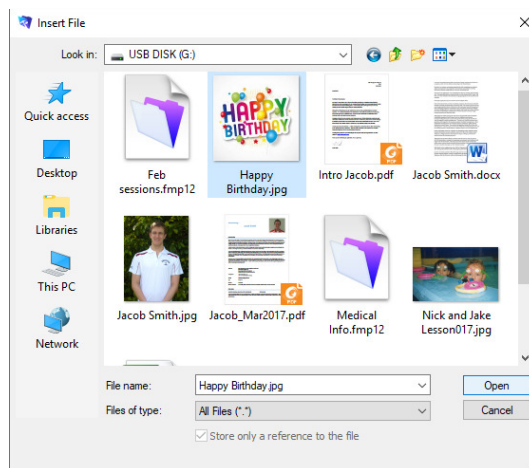 Insert File
Look in:
USB DISK (G:)
Quick access
Desktop
Libraries
This PC
Network
HAPPY
BIRTHDAY
Feb
sessions.fmp12
Happy
Birthday.jpg
Intro Jacob.pdf
Jacob Smith.docx
Jacob Smith.jpg
Jacob_Mar2017.pdf
Medical
Info.fmp12
Nick and Jake
Lesson017.jpg
File name:
Happy Birthday.jpg
Open
Files of type:
All Files (*.*)
Cancel
Store only a reference to the file